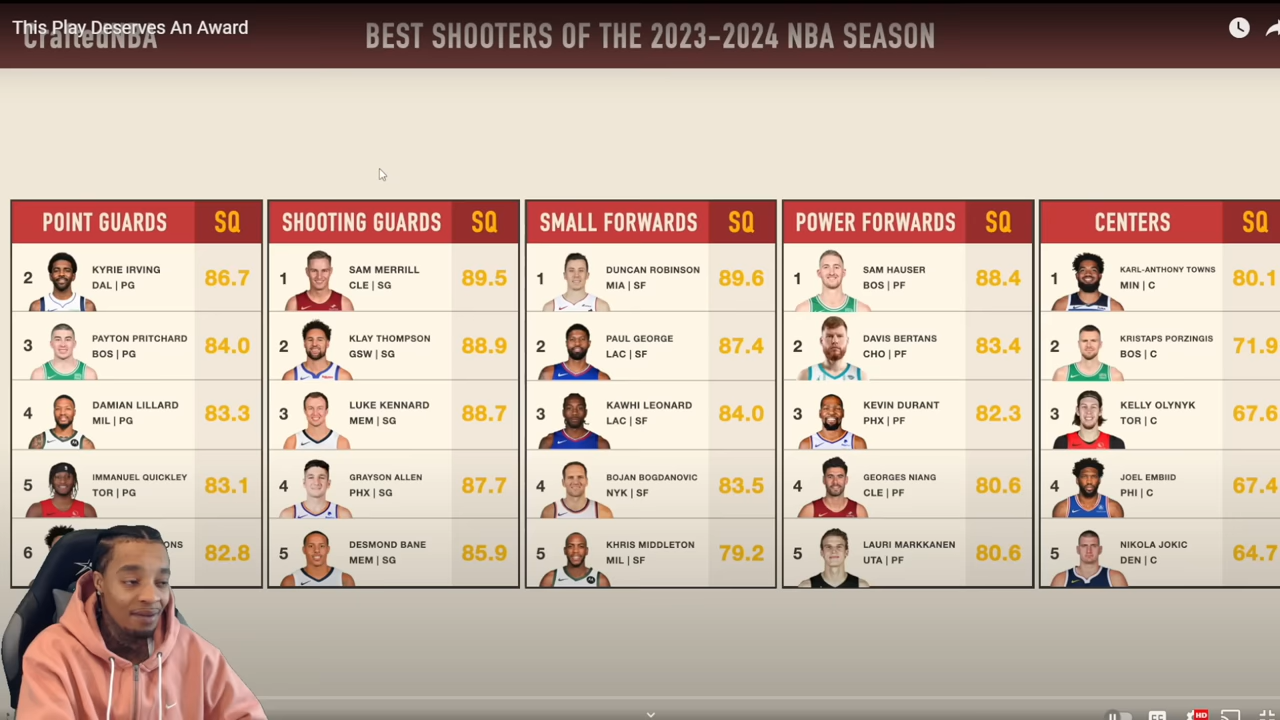 This Play Deserves An Award
CraftedNBA
BEST SHOOTERS OF THE 2023-2024 NBA SEASON
POINT GUARDS SQ
2 KYRIE IRVING 86.7
DAL | PG
3 PAYTON PRITCHARD 84.0
BOS | PG
4 DAMIAN LILLARD 83.3
MIL | PG
5 IMMANUEL QUICKLEY 83.1
TOR | PG
6 ONS 82.8
SHOOTING GUARDS SQ
1 SAM MERRILL 89.5
CLE | SG
2 KLAY THOMPSON 88.9
GSW | SG
3 LUKE KENNARD 88.7
MEM | SG
4 GRAYSON ALLEN 87.7
PHX | SG
5 DESMOND BANE 85.9
MEM | SG
SMALL FORWARDS SQ
1 DUNCAN ROBINSON 89.6
MIA | SF
2 PAUL GEORGE 87.4
LAC | SF
3 KAWHI LEONARD 84.0
LAC | SF
4 BOJAN BOGDANOVIC 83.5
NYK | SF
5 KHRIS MIDDLETON 79.2
MIL | SF
POWER FORWARDS SQ
1 SAM HAUSER 88.4
BOS | PF
2 DAVIS BERTANS 83.4
CHO | PF
3 KEVIN DURANT 82.3
PHX | PF
4 GEORGES NIANG 80.6
CLE | PF
5 LAURI MARKKANEN 80.6
UTA | PF
CENTERS SQ
1 KARL-ANTHONY TOWNS 80.1
MIN | C
2 KRISTAPS PORZINGIS 71.9
BOS | C
3 KELLY OLYNYK 67.6
TOR | C
4 JOEL EMBIID 67.4
PHI | C
5 NIKOLA JOKIC 64.7
DEN | C
HD